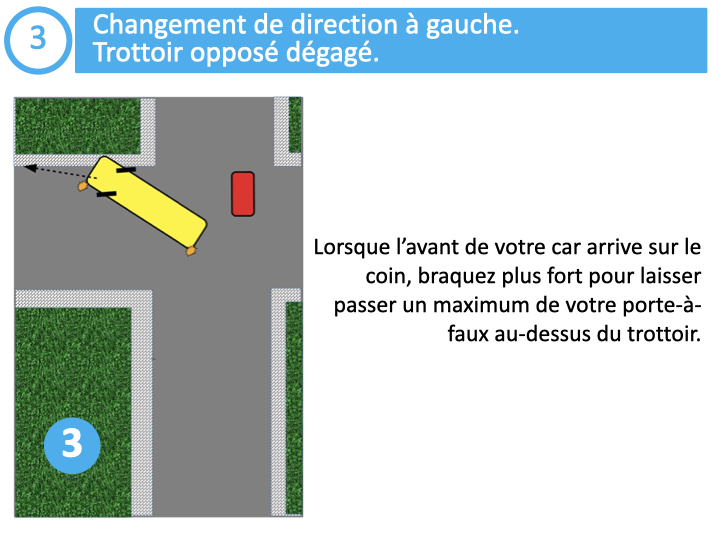 3
Changement de direction à gauche.
Trottoir opposé dégagé.
Lorsque l’avant de votre car arrive sur le
coin, braquez plus fort pour laisser
passer un maximum de votre porte-à-
faux au-dessus du trottoir.
3